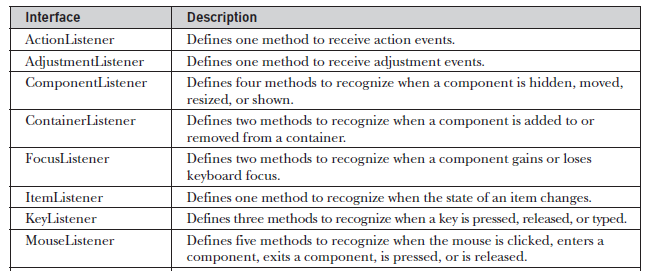 Interface Description
ActionListener Defines one method to receive action events.
AdjustmentListener Defines one method to receive adjustment events.
ComponentListener Defines four methods to recognize when a component is hidden, moved,
resized, or shown.
ContainerListener Defines two methods to recognize when a component is added to or
removed from a container.
FocusListener Defines two methods to recognize when a component gains or loses
keyboard focus.
ItemListener Defines one method to recognize when the state of an item changes.
KeyListener Defines three methods to recognize when a key is pressed, released, or typed.
MouseListener Defines five methods to recognize when the mouse is clicked, enters a
component, exits a component, is pressed, or is released.